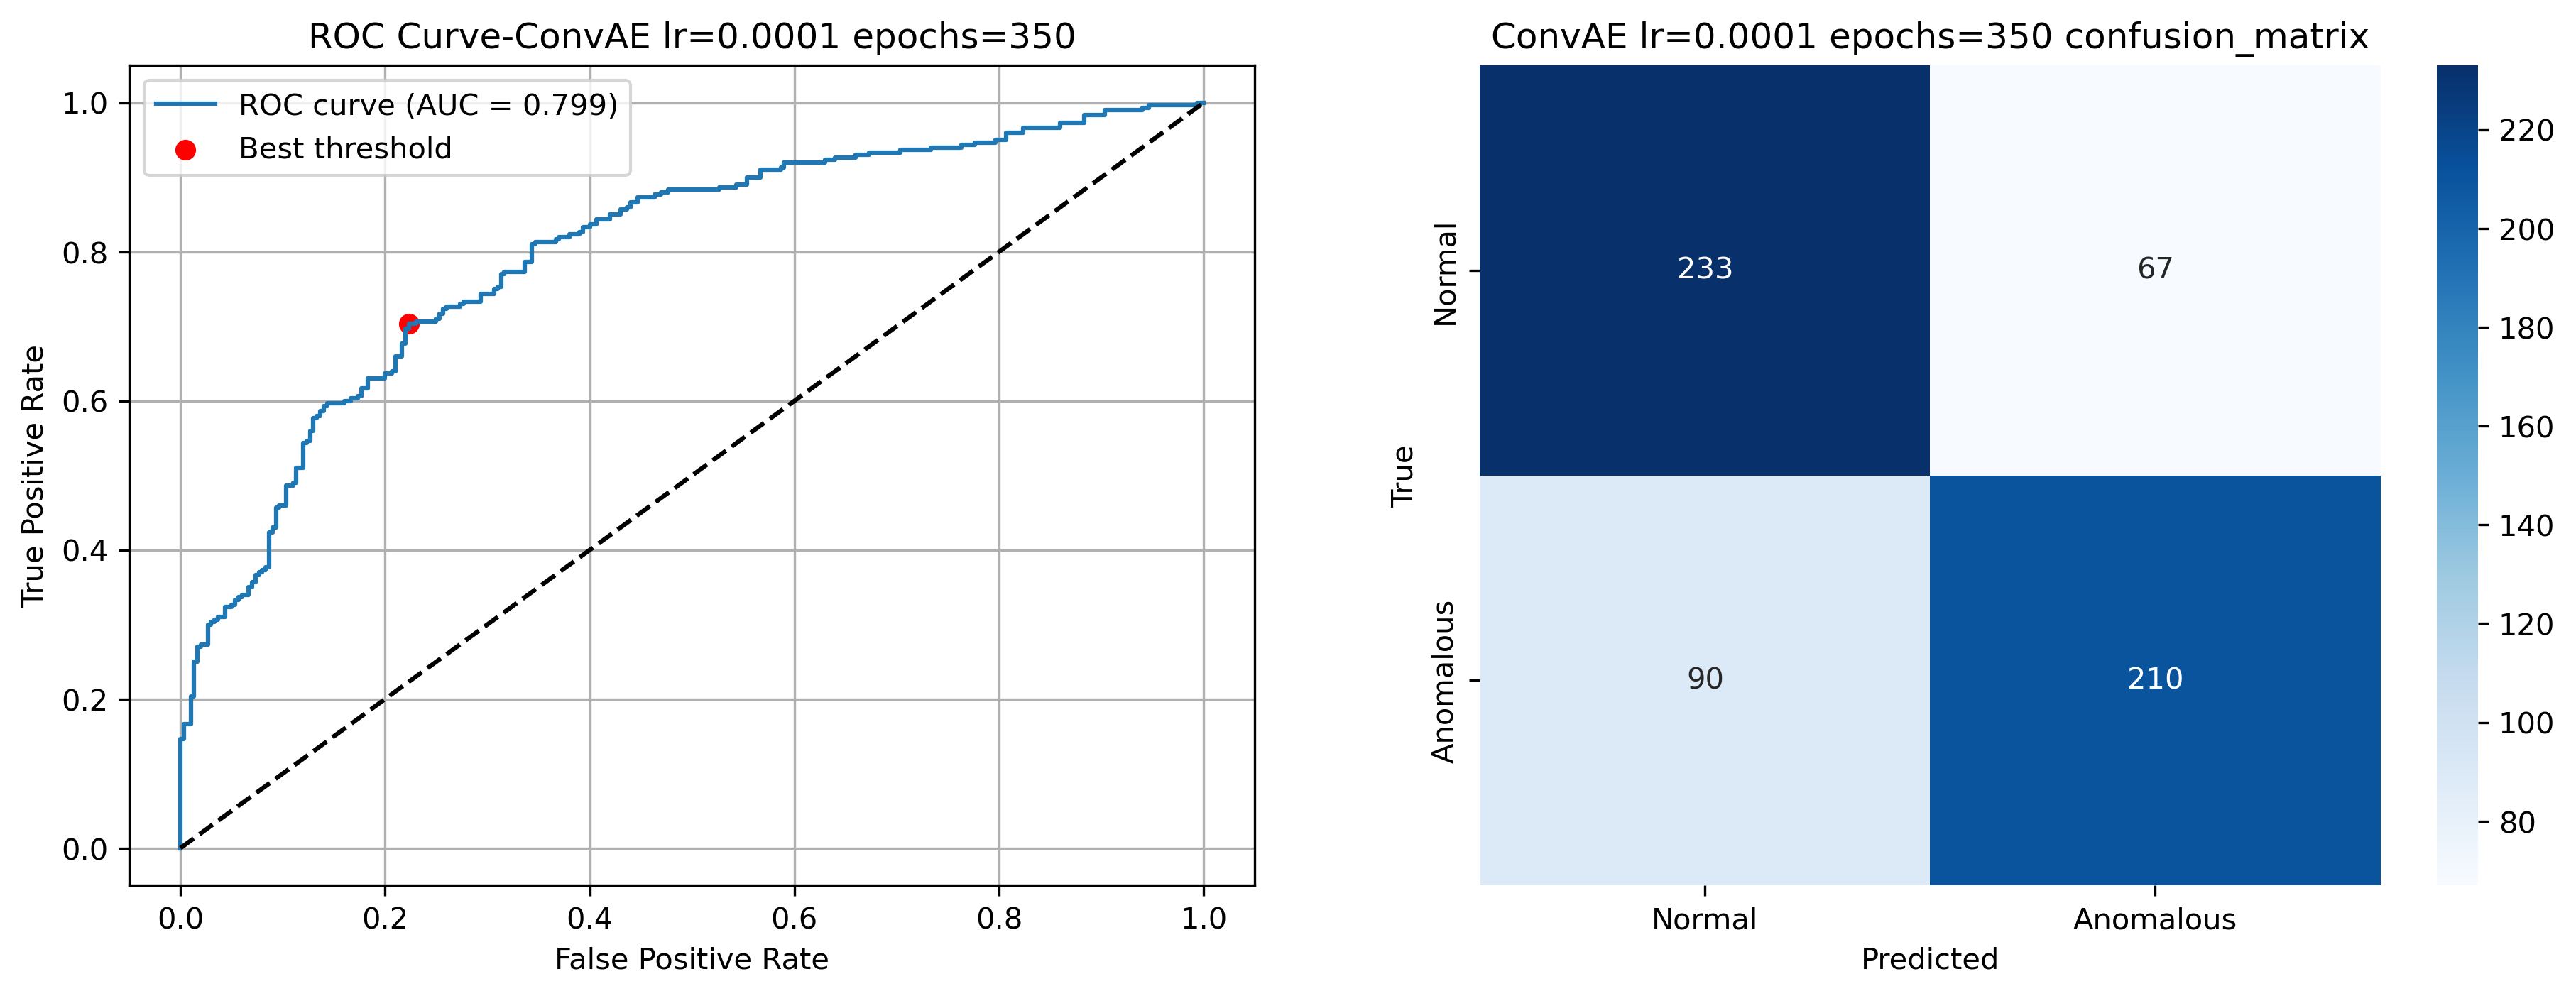 ROC Curve-ConvAE lr=0.0001 epochs=350
ROC curve (AUC = 0.799)
Best threshold
True Positive Rate
1.0
0.8
0.6
0.4
0.2
0.0
0.0 0.2 0.4 0.6 0.8 1.0
False Positive Rate
ConvAE lr=0.0001 epochs=350 confusion_matrix
True
Normal
Anomalous
233 67
90 210
Normal Anomalous
Predicted
220
200
180
160
140
120
100
80